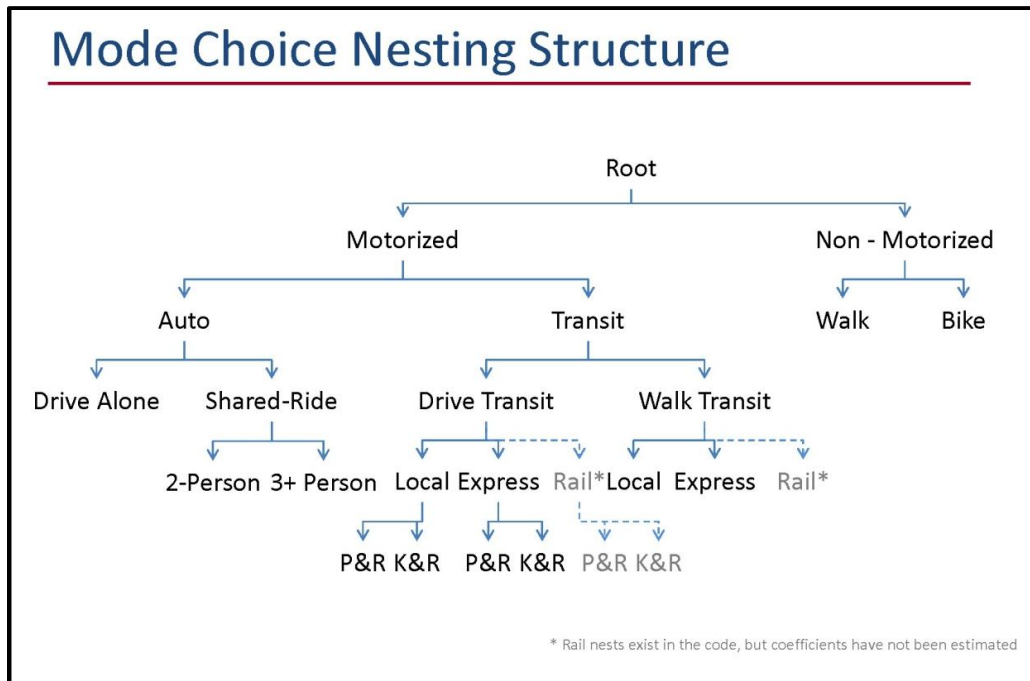 Mode Choice Nesting Structure
Root
Motorized Non - Motorized
Auto Transit Walk Bike
Drive Alone Shared-Ride Drive Transit Walk Transit
2-Person 3+ Person Local Express Rail* Local Express Rail*
P&R K&R P&R K&R P&R K&R
* Rail nests exist in the code, but coefficients have not been estimated